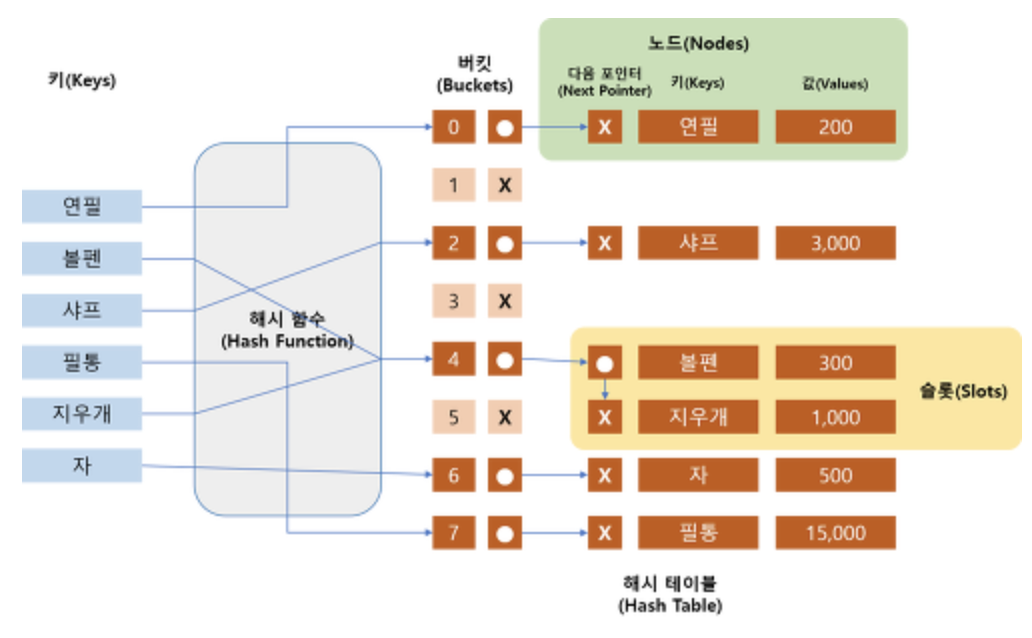 키(Keys)
버킷
(Buckets)
노드(Nodes)
다음 포인터
(Next Pointer)
키(Keys)
값(Values)
0
X
연필
200
1
X
연필
2
X
샤프
3,000
볼펜
3
X
샤프
해시 함수
(Hash Function)
필통
4
볼펜
300
슬롯(Slots)
지우개
5
X
X
지우개
1,000
자
6
X
자
500
7
X
필통
15,000
해시 테이블
(Hash Table)